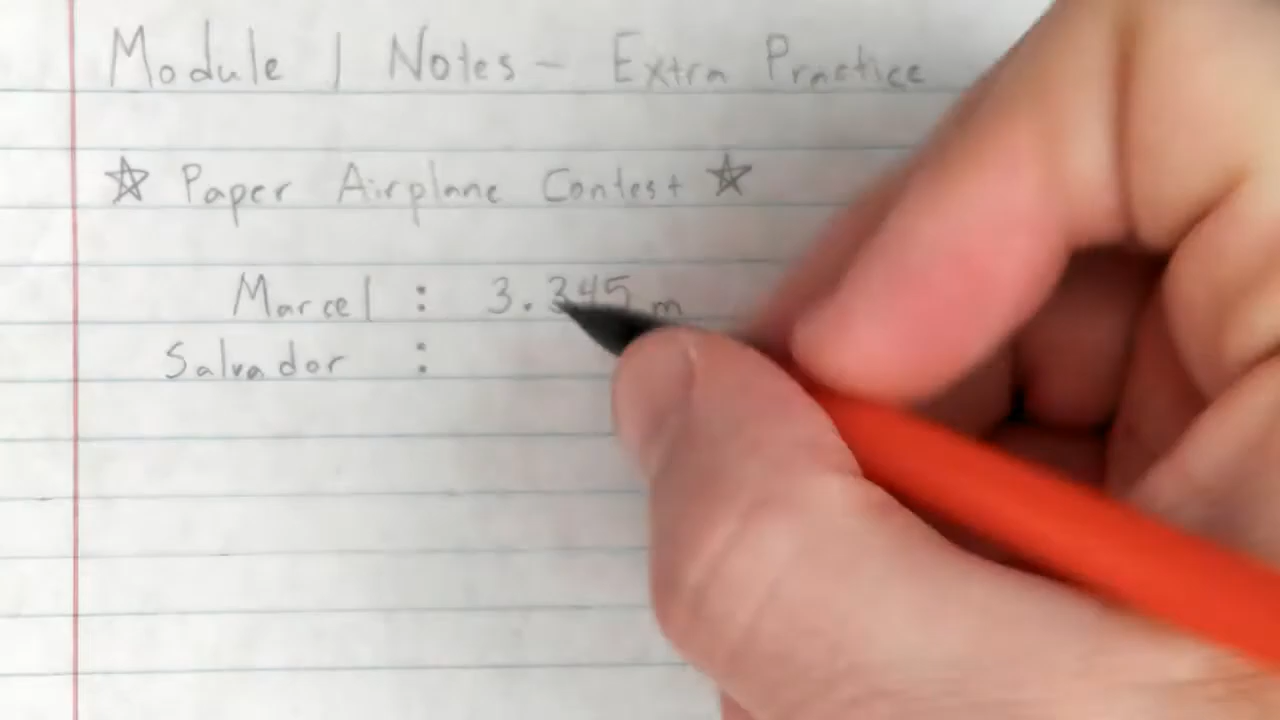 Module 1 Notes - Extra Practice
☆ Paper Airplane Contest ☆
Marcel : 3.345 m
Salvador :